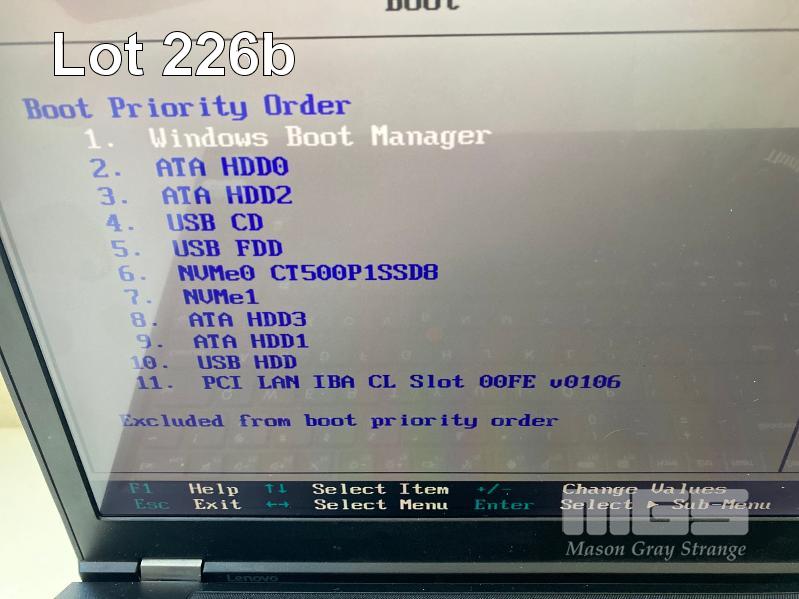 Boot
Lot 226b
Boot Priority Order
1. Windows Boot Manager
2. ATA HDD0
3. ATA HDD2
4. USB CD
5. USB FDD
6. NVMe0 CT500P1SSD8
7. NVMe1
8. ATA HDD3
9. ATA HDD1
10. USB HDD
11. PCI LAN IBA CL Slot 00FE v0106
Excluded from boot priority order
F1 Help ↑↓ Select Item +/- Change Values
Esc Exit ←→ Select Menu Enter Select ▶ Sub-Menu
MGS
Mason Gray Strange
Lenovo